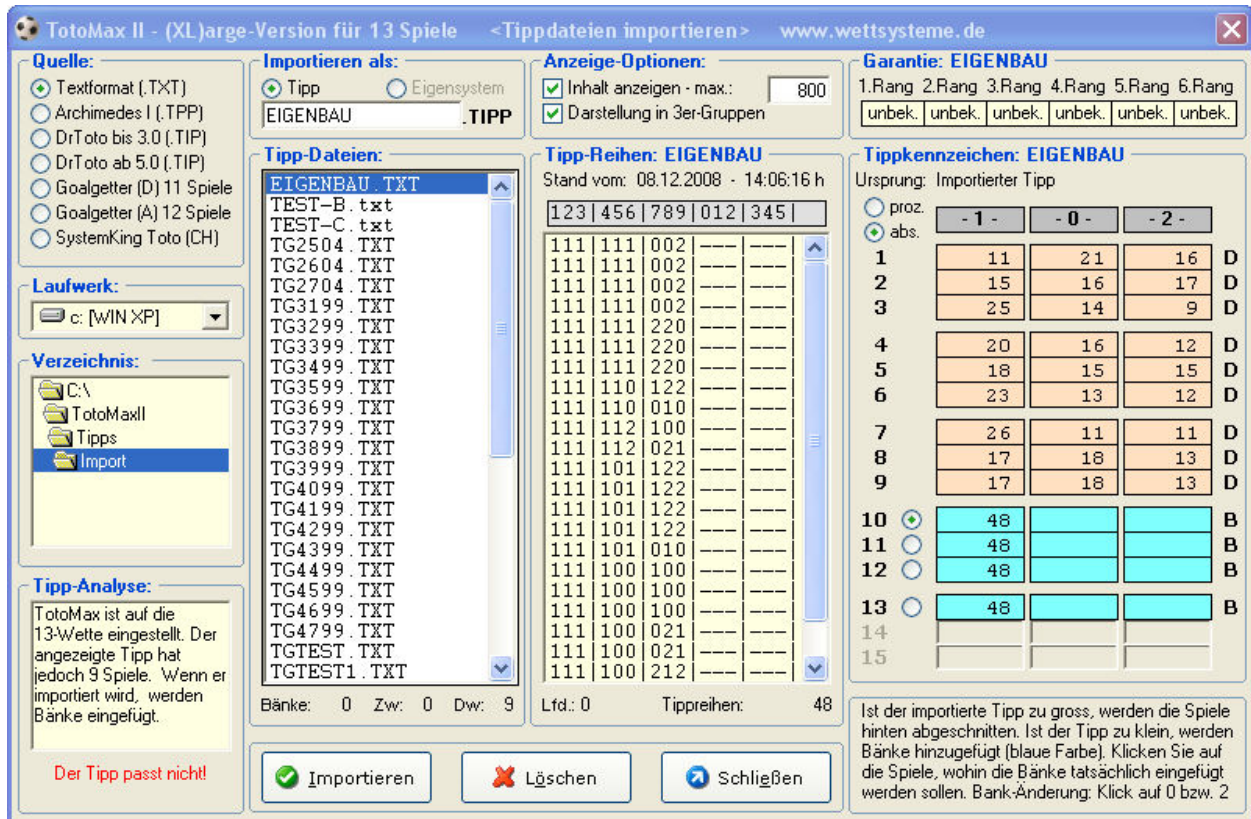 TotoMax II - (XL)arge-Version für 13 Spiele <Tippdateien importieren> www.wettsysteme.de
Quelle:
Textformat (.TXT)
Archimedes I (.TPP)
DrToto bis 3.0 (.TIP)
DrToto ab 5.0 (.TIP)
Goalgetter (D) 11 Spiele
Goalgetter (A) 12 Spiele
SystemKing Toto (CH)
Laufwerk:
c: [WIN XP]
Verzeichnis:
C:\
TotoMaxII
Tipps
Import
Tipp-Analyse:
TotoMax ist auf die
13-Wette eingestellt. Der
angezeigte Tipp hat
jedoch 9 Spiele. Wenn er
importiert wird, werden
Bänke eingefügt.
Der Tipp passt nicht!
Importieren als:
Tipp Eigensystem
EIGENBAU .TIPP
Tipp-Dateien:
EIGENBAU.TXT
TEST-B.txt
TEST-C.txt
TG2504.TXT
TG2604.TXT
TG2704.TXT
TG3199.TXT
TG3299.TXT
TG3399.TXT
TG3499.TXT
TG3599.TXT
TG3699.TXT
TG3799.TXT
TG3899.TXT
TG3999.TXT
TG4099.TXT
TG4199.TXT
TG4299.TXT
TG4399.TXT
TG4499.TXT
TG4599.TXT
TG4699.TXT
TG4799.TXT
TGTEST.TXT
TGTEST1.TXT
Bänke: 0 Zw: 0 Dw: 9
Anzeige-Optionen:
Inhalt anzeigen - max.: 800
Darstellung in 3er-Gruppen
Tipp-Reihen: EIGENBAU
Stand vom: 08.12.2008 - 14:06:16 h
123|456|789|012|345|
111|111|002|---|---|
111|111|002|---|---|
111|111|002|---|---|
111|111|002|---|---|
111|111|220|---|---|
111|111|220|---|---|
111|111|220|---|---|
111|110|122|---|---|
111|110|010|---|---|
111|112|100|---|---|
111|112|021|---|---|
111|101|122|---|---|
111|101|122|---|---|
111|101|122|---|---|
111|101|122|---|---|
111|101|010|---|---|
111|100|100|---|---|
111|100|100|---|---|
111|100|100|---|---|
111|100|021|---|---|
111|100|021|---|---|
111|100|212|---|---|
Lfd.: 0 Tippreihen: 48
Importieren
Löschen
Schließen
Garantie: EIGENBAU
1.Rang 2.Rang 3.Rang 4.Rang 5.Rang 6.Rang
unbek. unbek. unbek. unbek. unbek. unbek.
Tippkennzeichen: EIGENBAU
Ursprung: Importierter Tipp
proz.
abs.
- 1 - - 0 - - 2 -
1 11 21 16 D
2 15 16 17 D
3 25 14 9 D
4 20 16 12 D
5 18 15 15 D
6 23 13 12 D
7 26 11 11 D
8 17 18 13 D
9 17 18 13 D
10 48 B
11 48 B
12 48 B
13 48 B
14
15
Ist der importierte Tipp zu gross, werden die Spiele
hinten abgeschnitten. Ist der Tipp zu klein, werden
Bänke hinzugefügt (blaue Farbe). Klicken Sie auf
die Spiele, wohin die Bänke tatsächlich eingefügt
werden sollen. Bank-Änderung: Klick auf 0 bzw. 2